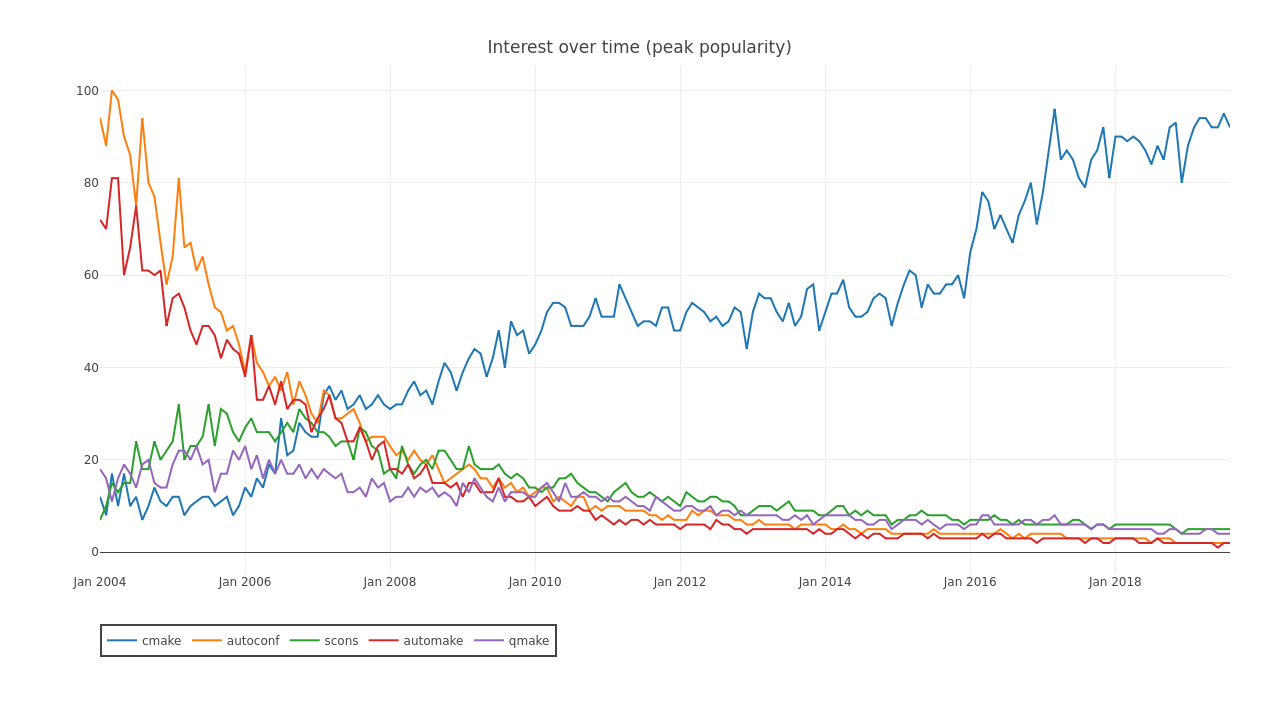 Interest over time (peak popularity)
100
80
60
40
20
0
Jan 2004 Jan 2006 Jan 2008 Jan 2010 Jan 2012 Jan 2014 Jan 2016 Jan 2018
cmake autoconf scons automake qmake